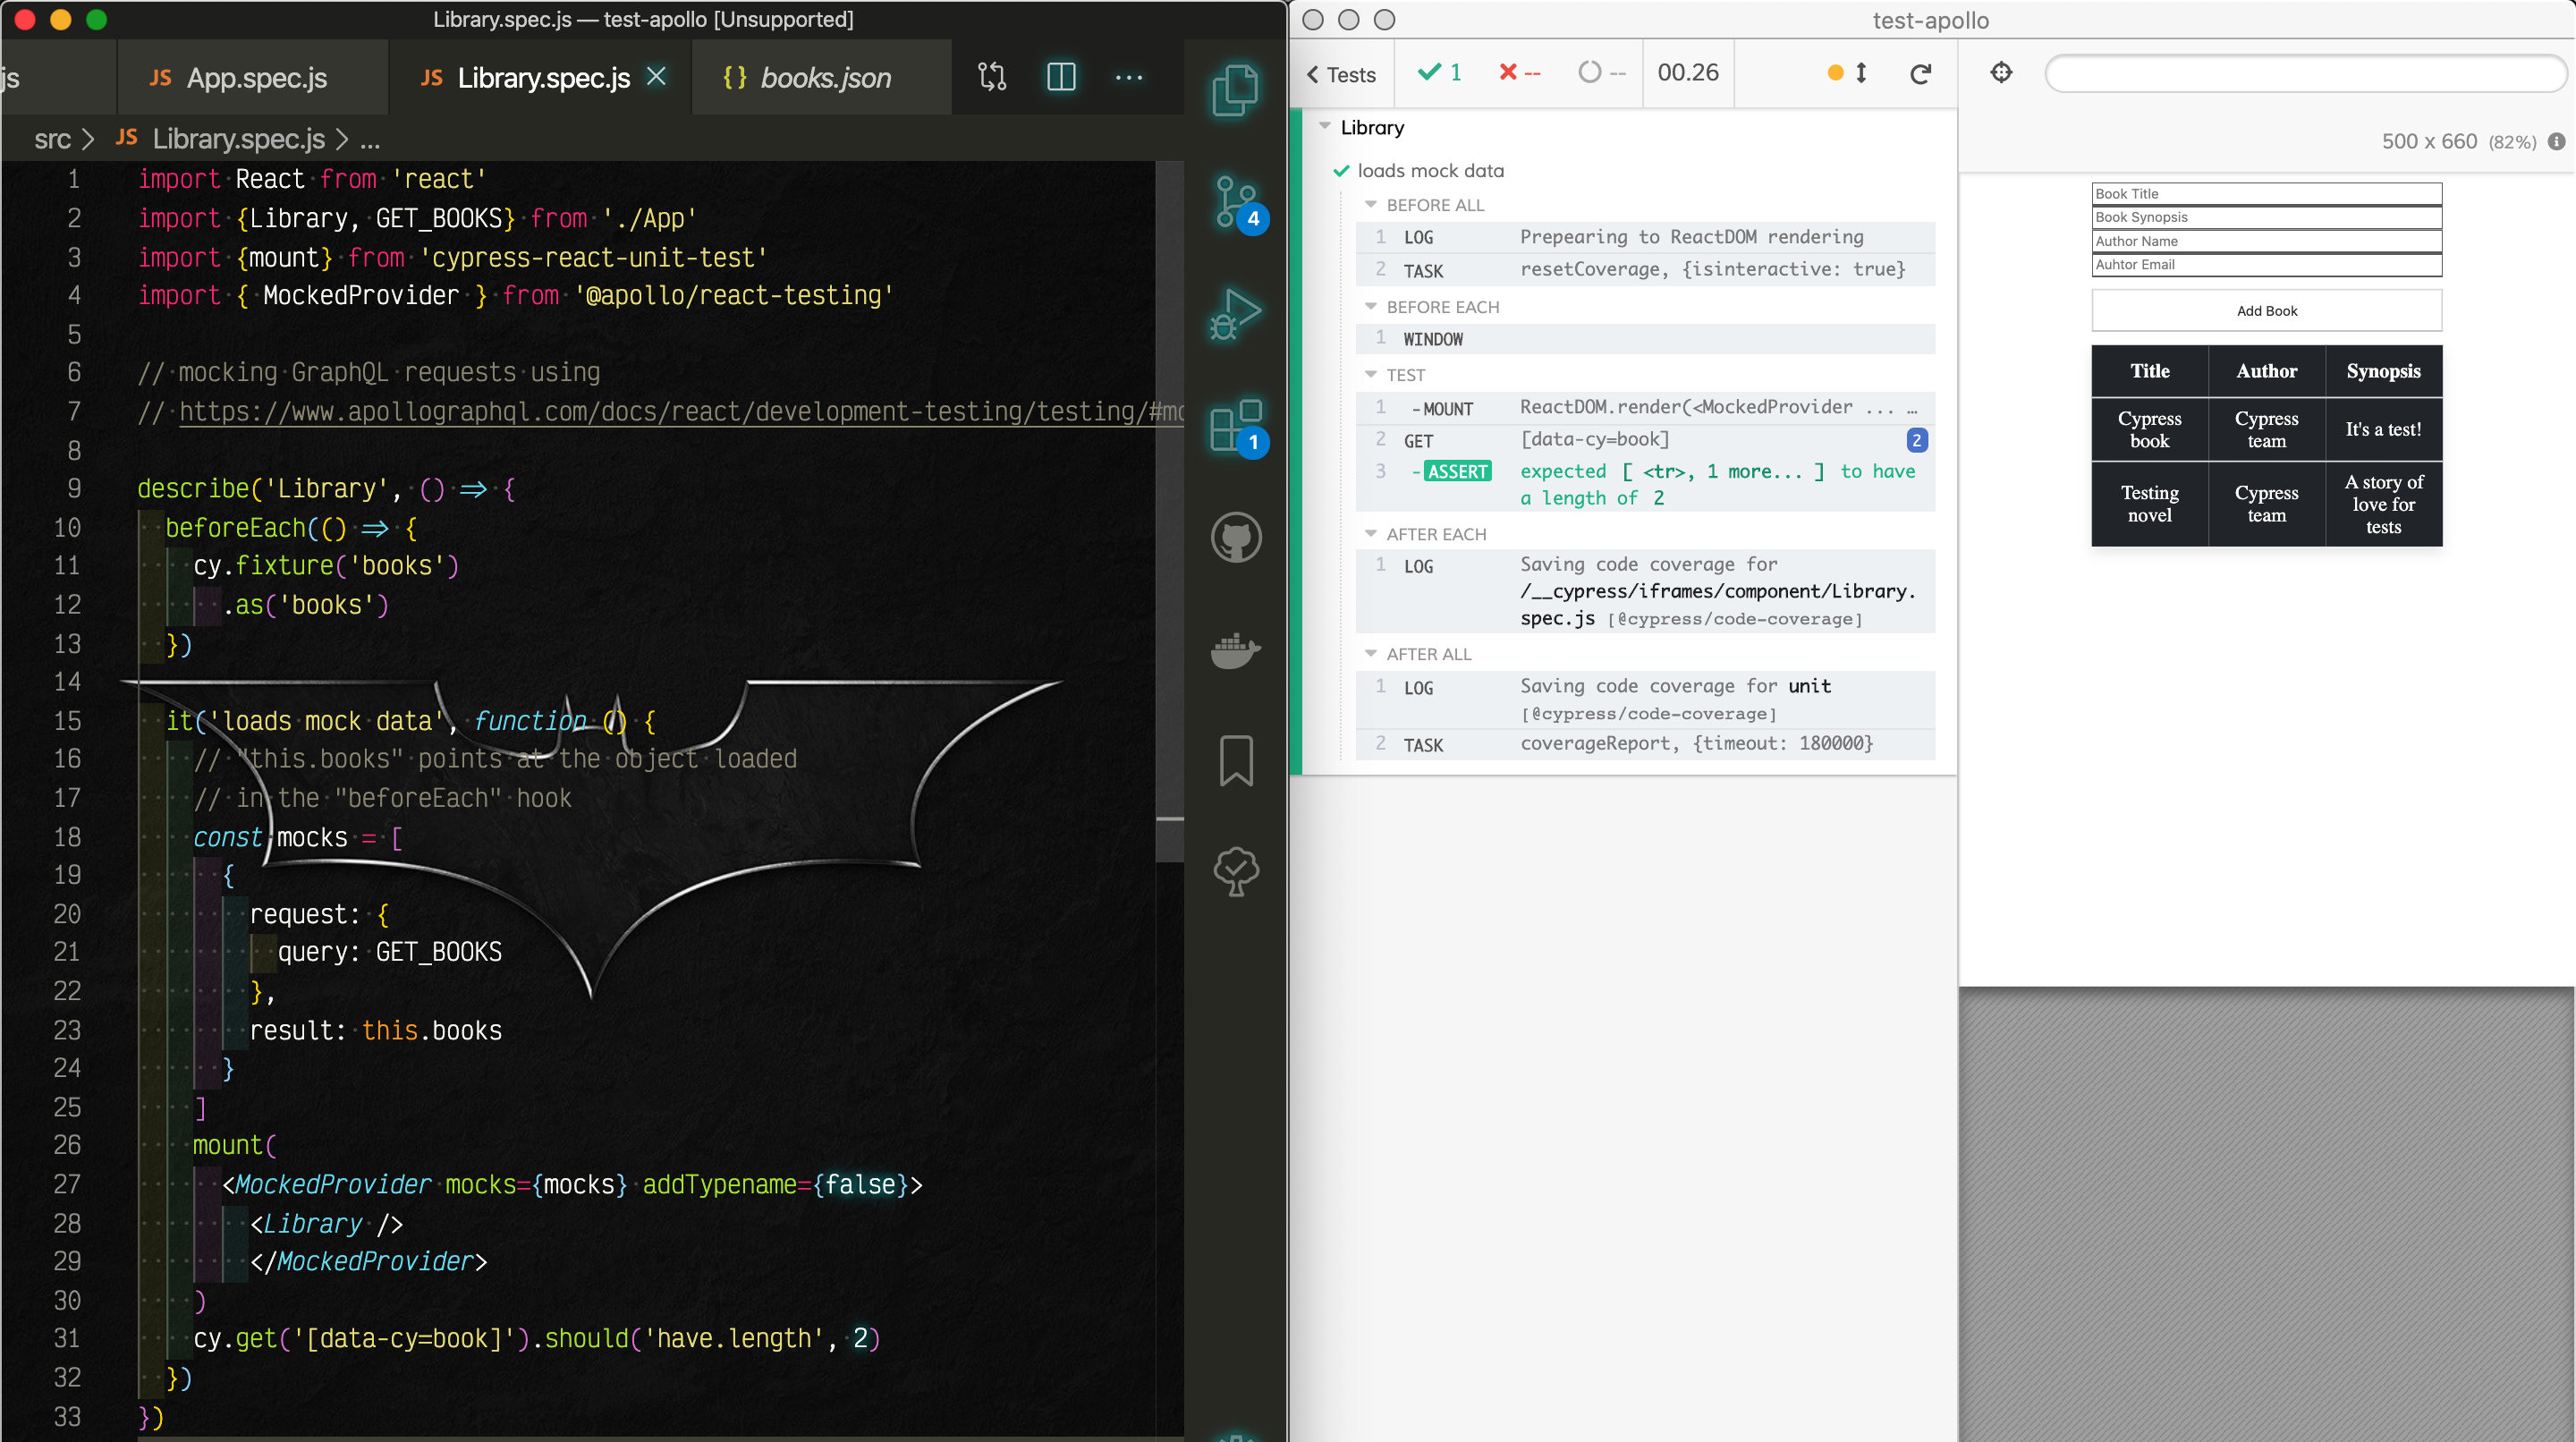 Library.spec.js — test-apollo [Unsupported]
js
JS App.spec.js
JS Library.spec.js
{} books.json
src > JS Library.spec.js > ...
1 import React from 'react'
2 import {Library, GET_BOOKS} from './App'
3 import {mount} from 'cypress-react-unit-test'
4 import { MockedProvider } from '@apollo/react-testing'
5
6 // mocking GraphQL requests using
7 // https://www.apollographql.com/docs/react/development-testing/testing/#mo
8
9 describe('Library', () => {
10 beforeEach(() => {
11 cy.fixture('books')
12 .as('books')
13 })
14
15 it('loads mock data', function () {
16 // "this.books" points at the object loaded
17 // in the "beforeEach" hook
18 const mocks = [
19 {
20 request: {
21 query: GET_BOOKS
22 },
23 result: this.books
24 }
25 ]
26 mount(
27 <MockedProvider mocks={mocks} addTypename={false}>
28 <Library />
29 </MockedProvider>
30 )
31 cy.get('[data-cy=book]').should('have.length', 2)
32 })
33 })
4
1
test-apollo
< Tests
1
--
--
00.26
500 x 660 (82%)
Library
loads mock data
BEFORE ALL
1 LOG Prepearing to ReactDOM rendering
2 TASK resetCoverage, {isinteractive: true}
BEFORE EACH
1 WINDOW
TEST
1 -MOUNT ReactDOM.render(<MockedProvider ... …
2 GET [data-cy=book] 2
3 -ASSERT expected [ <tr>, 1 more... ] to have
a length of 2
AFTER EACH
1 LOG Saving code coverage for
/__cypress/iframes/component/Library.
spec.js [@cypress/code-coverage]
AFTER ALL
1 LOG Saving code coverage for unit
[@cypress/code-coverage]
2 TASK coverageReport, {timeout: 180000}
Book Title
Book Synopsis
Author Name
Auhtor Email
Add Book
Title Author Synopsis
Cypress book
Cypress team
It's a test!
Testing novel
Cypress team
A story of love for tests